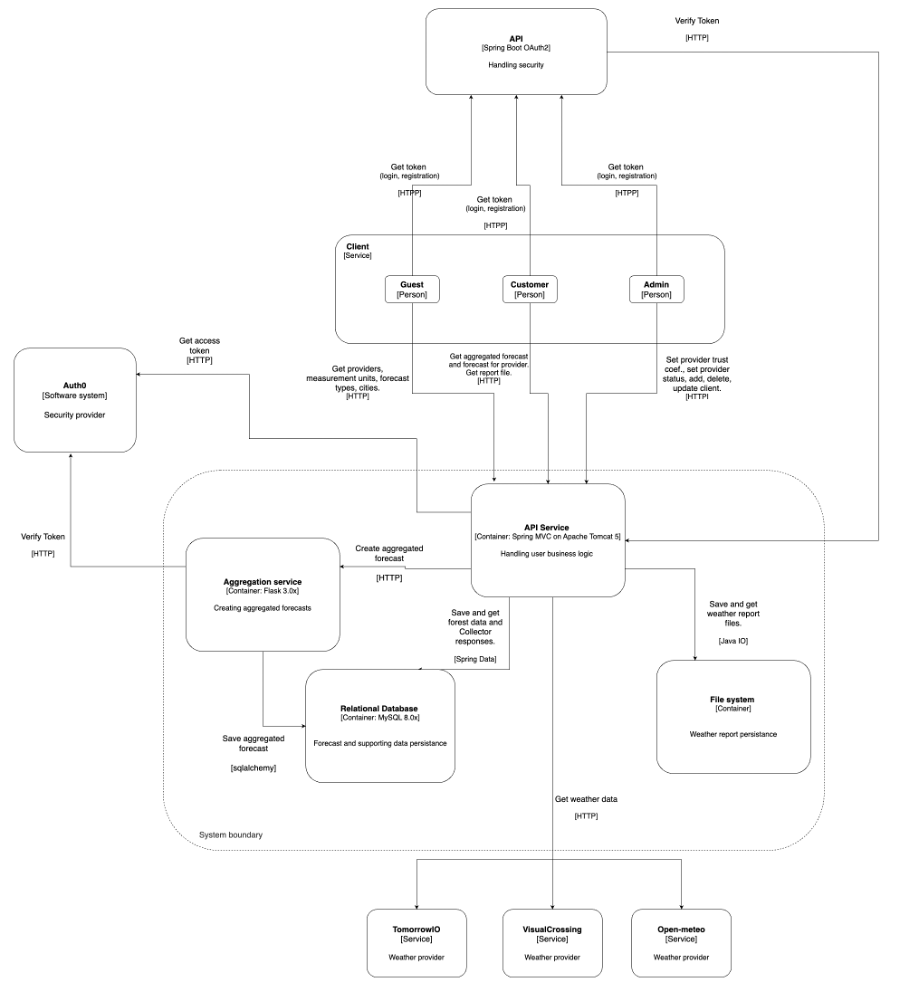 API
[Spring Boot OAuth2]
Handling security
Verify Token
[HTTP]
Get token
(login, registration)
[HTPP]
Get token
(login, registration)
[HTPP]
Get token
(login, registration)
[HTPP]
Client
[Service]
Guest
[Person]
Customer
[Person]
Admin
[Person]
Get access
token
[HTTP]
Get providers,
measurement units, forecast
types, cities.
[HTTP]
Get aggregated forecast
and forecast for provider.
Get report file.
[HTTP]
Set provider trust
coef., set provider
status, add, delete,
update client.
[HTTPI
Auth0
[Software system]
Security provider
Verify Token
[HTTP]
API Service
[Container: Spring MVC on Apache Tomcat 5]
Handling user business logic
Create aggregated
forecast
[HTTP]
Aggregation service
[Container: Flask 3.0x]
Creating aggregated forecasts
Save and get
forest data and
Collector
responses.
[Spring Data]
Save and get
weather report
files.
[Java IO]
Relational Database
[Container: MySQL 8.0x]
Forecast and supporting data persistance
File system
[Container]
Weather report persistance
Save aggregated
forecast
[sqlalchemy]
Get weather data
[HTTP]
System boundary
TomorrowIO
[Service]
Weather provider
VisualCrossing
[Service]
Weather provider
Open-meteo
[Service]
Weather provider